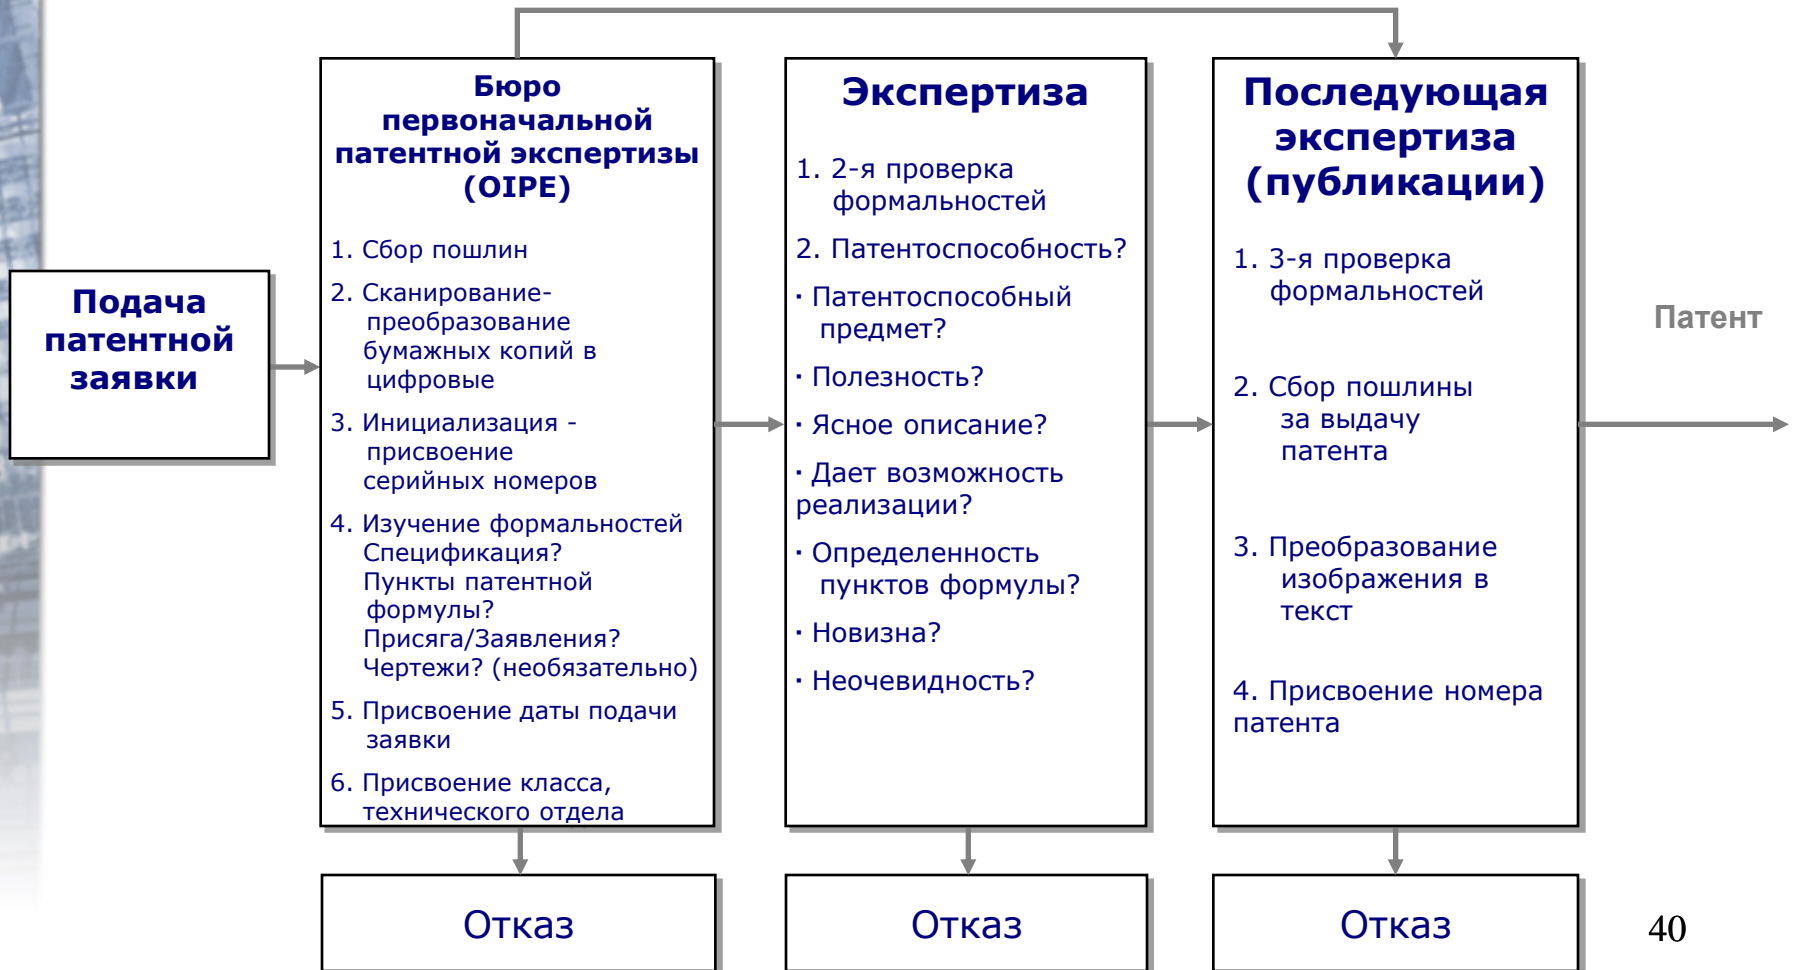 Подача
патентной
заявки
Бюро
первоначальной
патентной экспертизы
(OIPE)
1. Сбор пошлин
2. Сканирование-
преобразование
бумажных копий в
цифровые
3. Инициализация -
присвоение
серийных номеров
4. Изучение формальностей
Спецификация?
Пункты патентной
формулы?
Присяга/Заявления?
Чертежи? (необязательно)
5. Присвоение даты подачи
заявки
6. Присвоение класса,
технического отдела
Отказ
Экспертиза
1. 2-я проверка
формальностей
2. Патентоспособность?
· Патентоспособный
предмет?
· Полезность?
· Ясное описание?
· Дает возможность
реализации?
· Определенность
пунктов формулы?
· Новизна?
· Неочевидность?
Отказ
Последующая
экспертиза
(публикации)
1. 3-я проверка
формальностей
2. Сбор пошлины
за выдачу
патента
3. Преобразование
изображения в
текст
4. Присвоение номера
патента
Отказ
Патент
40